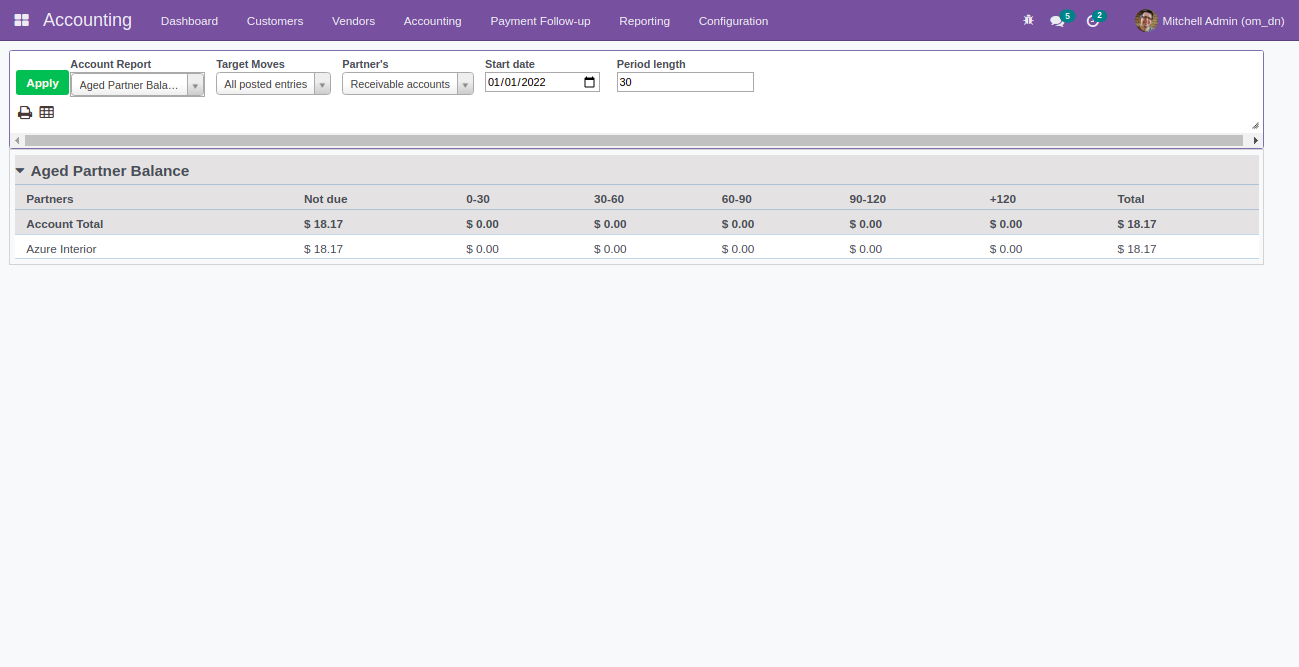 Accounting Dashboard Customers Vendors Accounting Payment Follow-up Reporting Configuration 5 2 Mitchell Admin (om_dn)
Account Report Target Moves Partner's Start date Period length
Apply Aged Partner Bala... All posted entries Receivable accounts 01/01/2022 30
Aged Partner Balance
Partners Not due 0-30 30-60 60-90 90-120 +120 Total
Account Total $ 18.17 $ 0.00 $ 0.00 $ 0.00 $ 0.00 $ 0.00 $ 18.17
Azure Interior $ 18.17 $ 0.00 $ 0.00 $ 0.00 $ 0.00 $ 0.00 $ 18.17